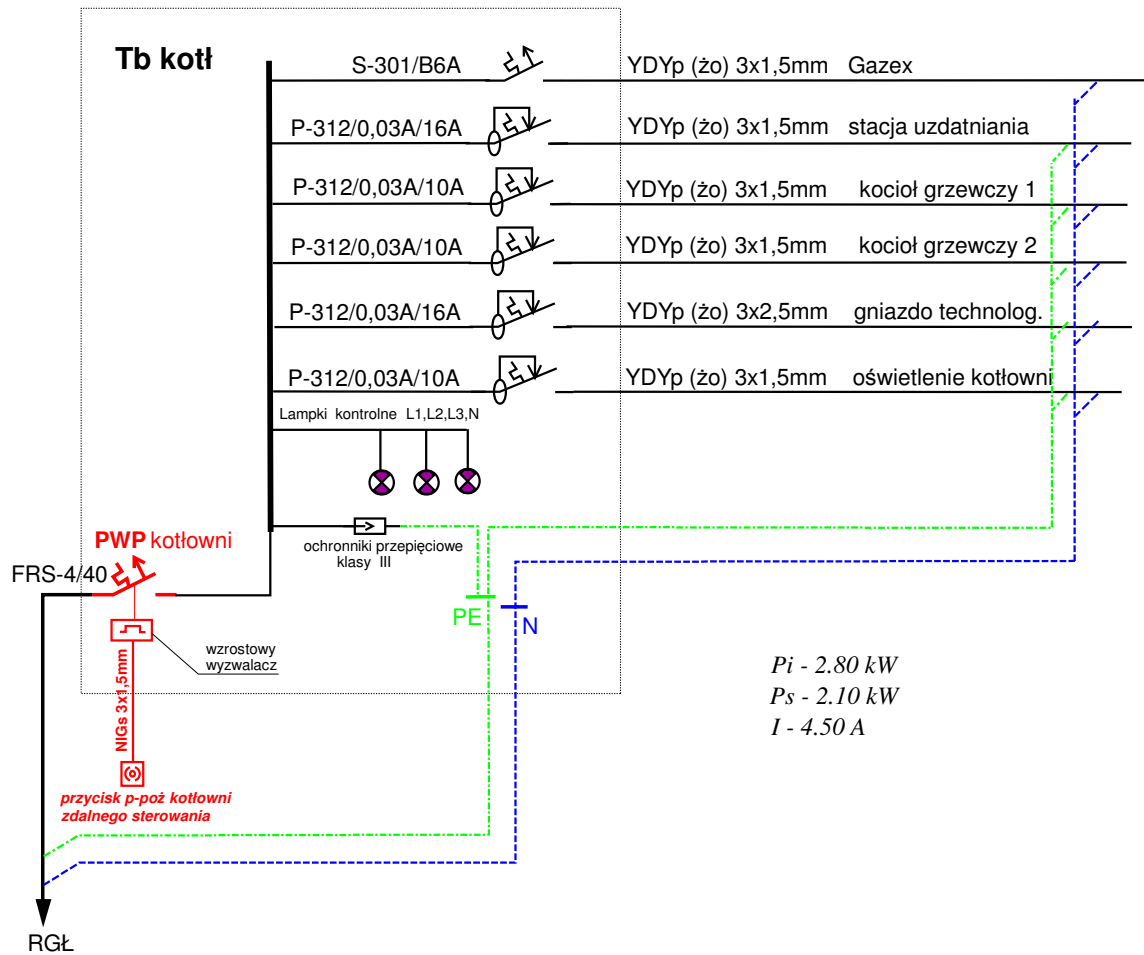 Tb kotł
S-301/B6A YDYp (żo) 3x1,5mm Gazex
P-312/0,03A/16A YDYp (żo) 3x1,5mm stacja uzdatniania
P-312/0,03A/10A YDYp (żo) 3x1,5mm kocioł grzewczy 1
P-312/0,03A/10A YDYp (żo) 3x1,5mm kocioł grzewczy 2
P-312/0,03A/16A YDYp (żo) 3x2,5mm gniazdo technolog.
P-312/0,03A/10A YDYp (żo) 3x1,5mm oświetlenie kotłowni
Lampki kontrolne L1,L2,L3,N
PWP kotłowni
ochronniki przepięciowe
klasy III
FRS-4/40
PE
N
wzrostowy
wyzwalacz
NIGs 3x1,5mm
Pi - 2.80 kW
Ps - 2.10 kW
I - 4.50 A
przycisk p-poż kotłowni
zdalnego sterowania
RGŁ